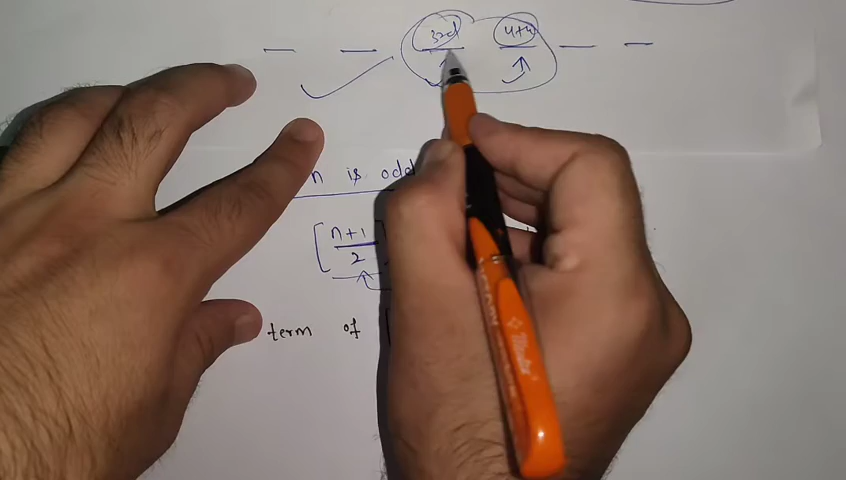 3rd 4th
n is odd
[n+1
2
term of [